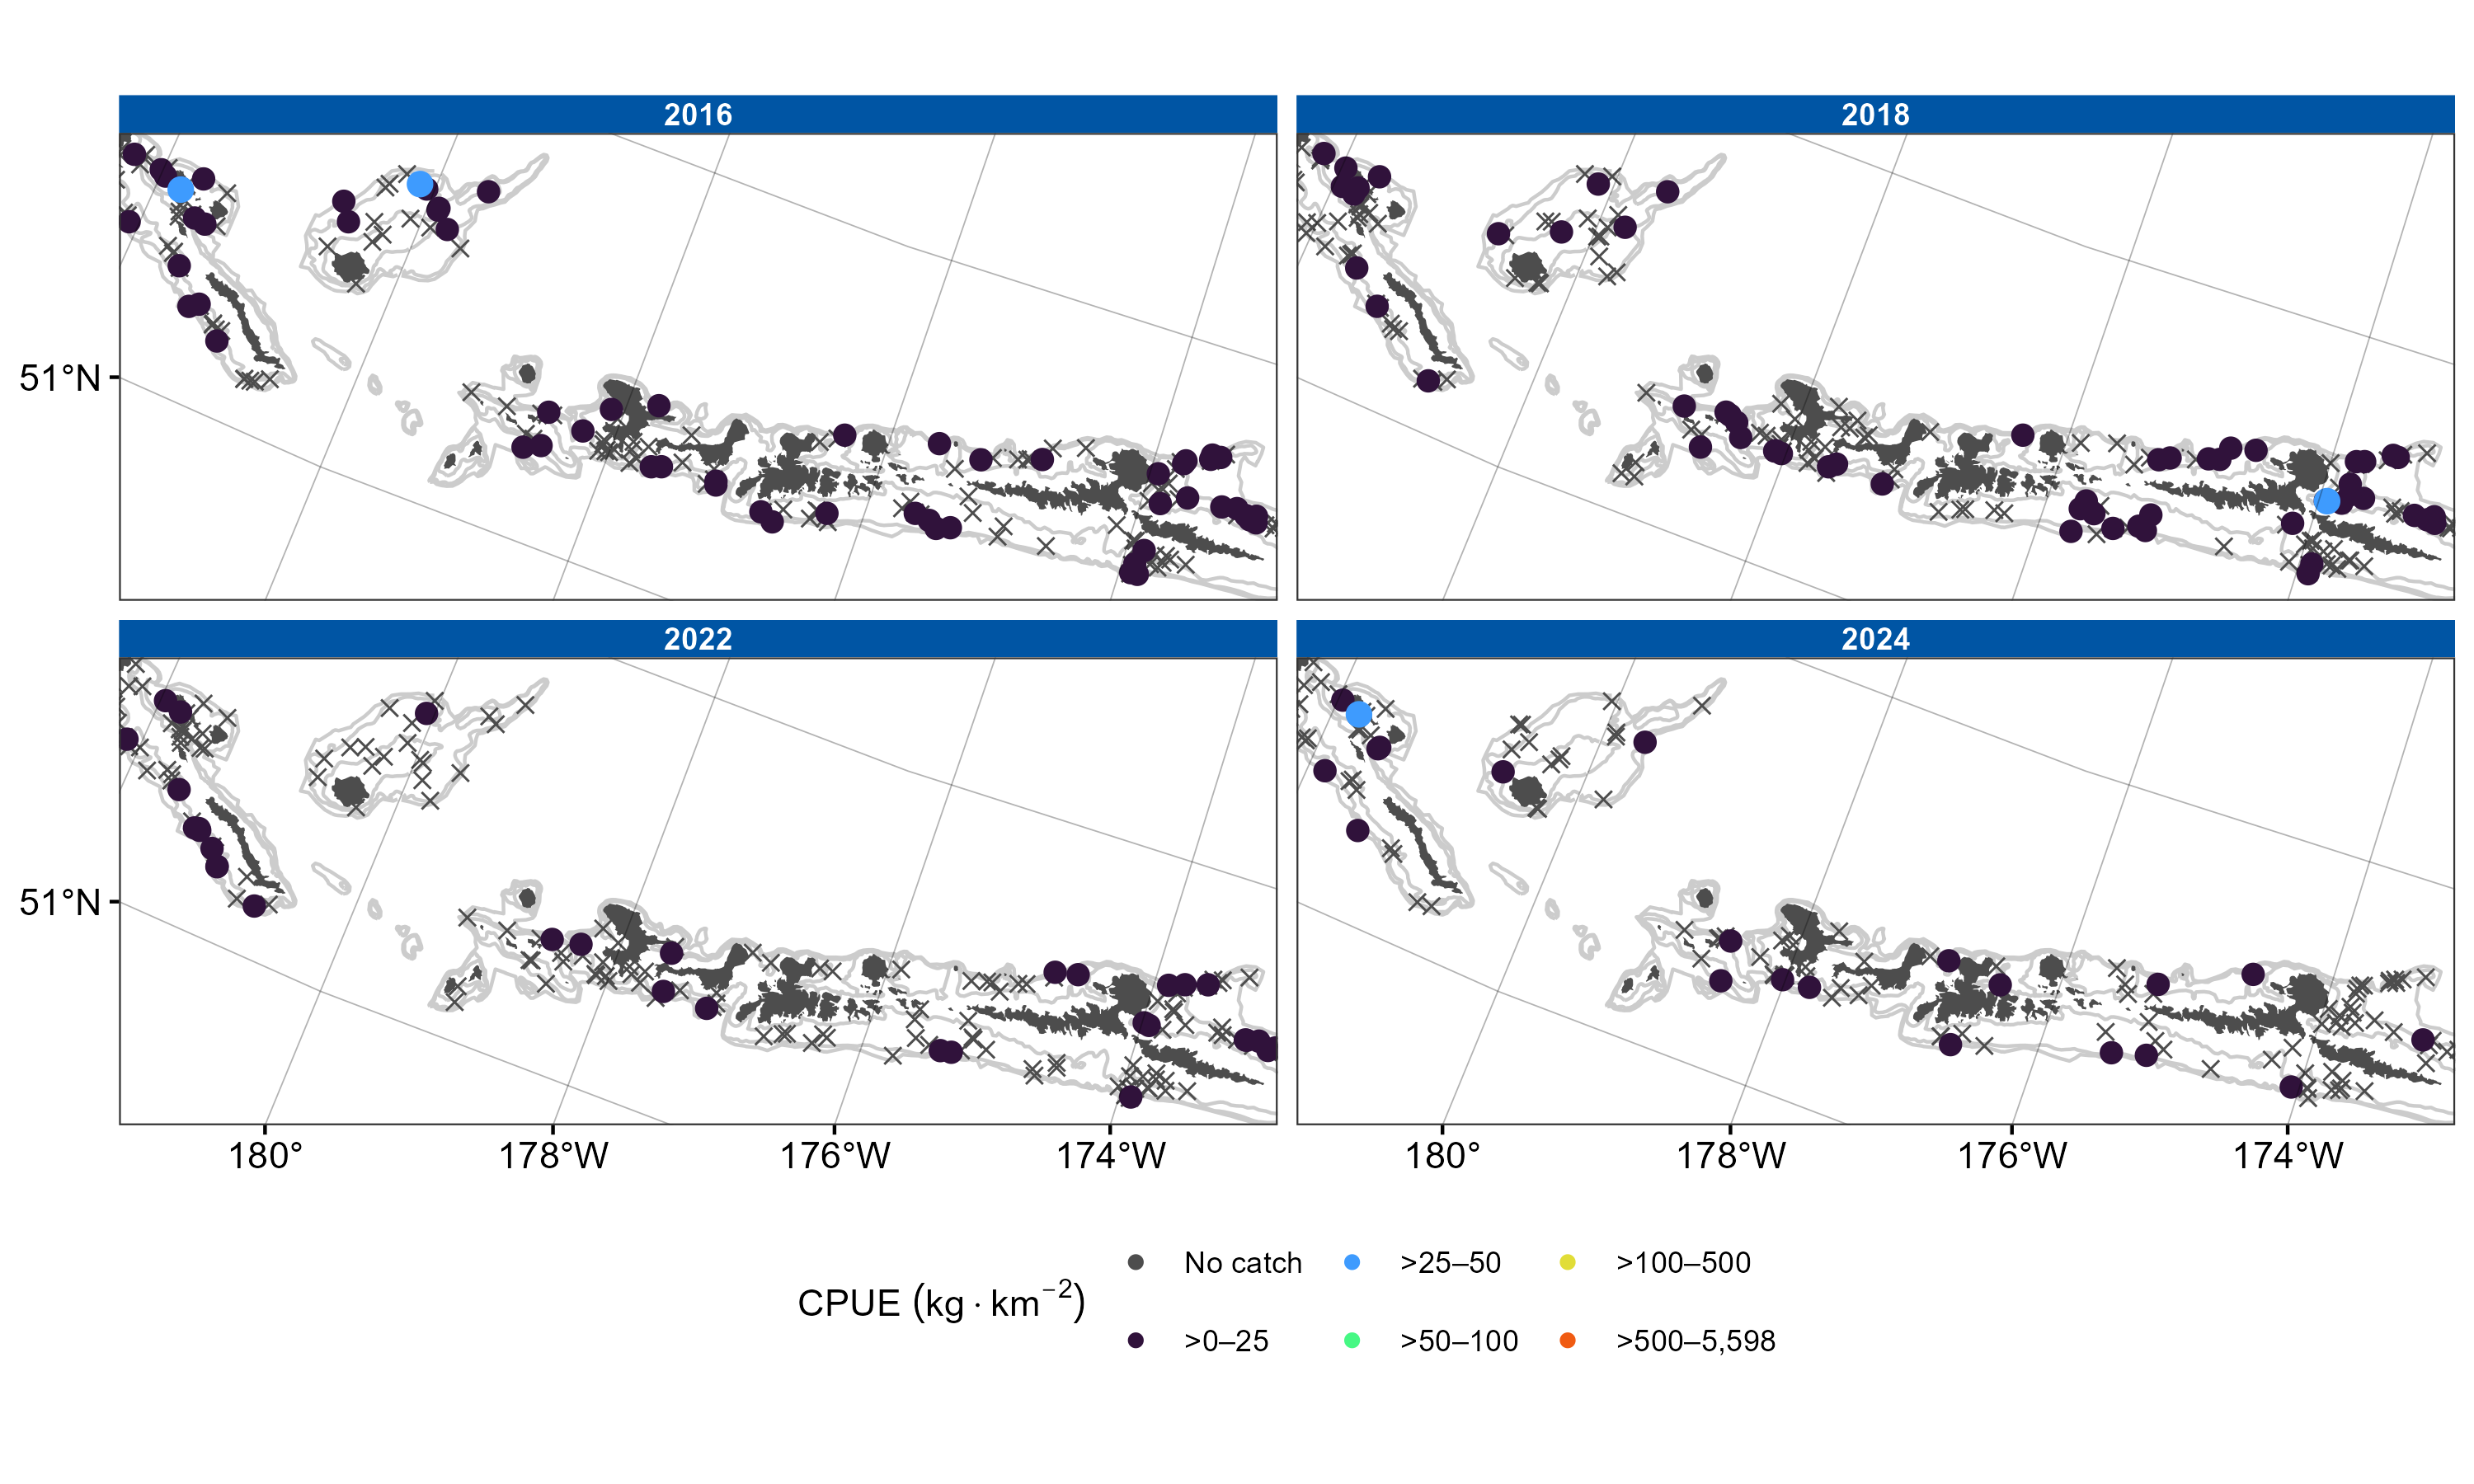 2016
2018
51°N
2022
2024
51°N
180°
178°W
176°W
174°W
180°
178°W
176°W
174°W
No catch
>25–50
>100–500
CPUE (kg · km⁻²)
>0–25
>50–100
>500–5,598